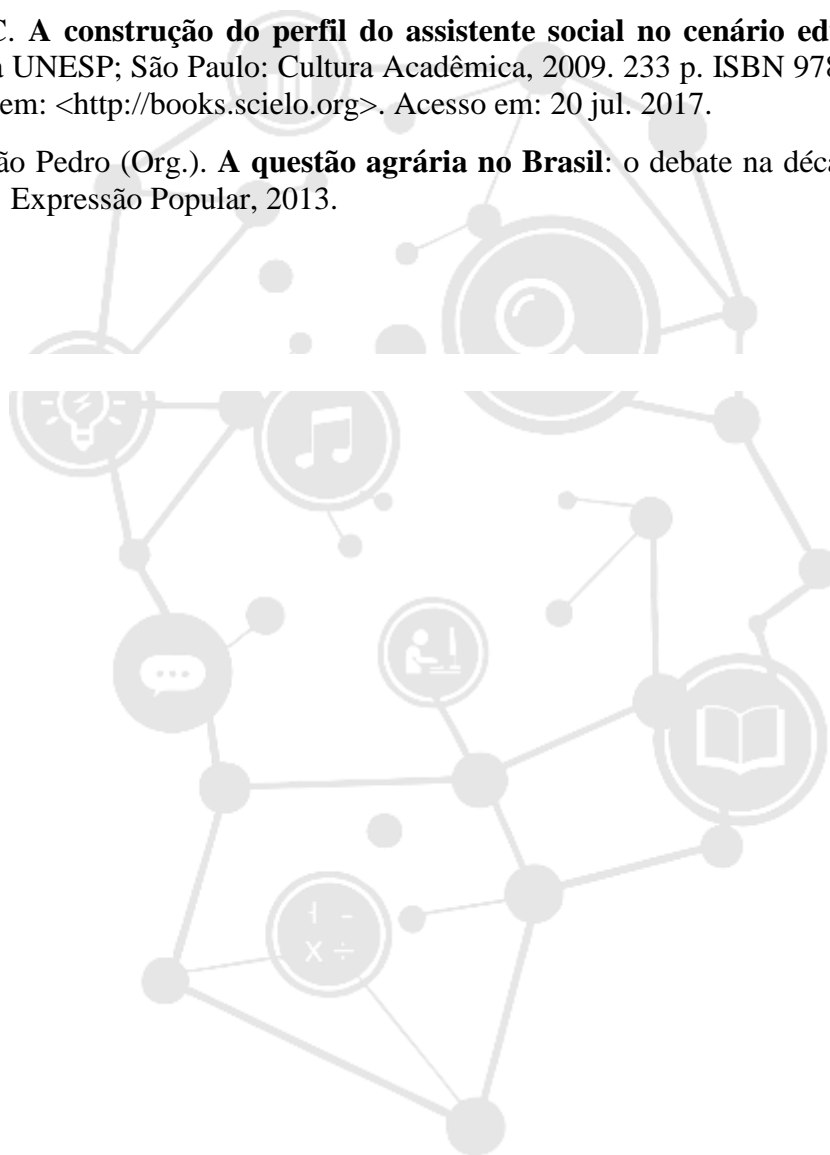 C. A construção do perfil do assistente social no cenário ed
UNESP; São Paulo: Cultura Acadêmica, 2009. 233 p. ISBN 978
em: <http://books.scielo.org>. Acesso em: 20 jul. 2017.
ão Pedro (Org.). A questão agrária no Brasil: o debate na déca
Expressão Popular, 2013.